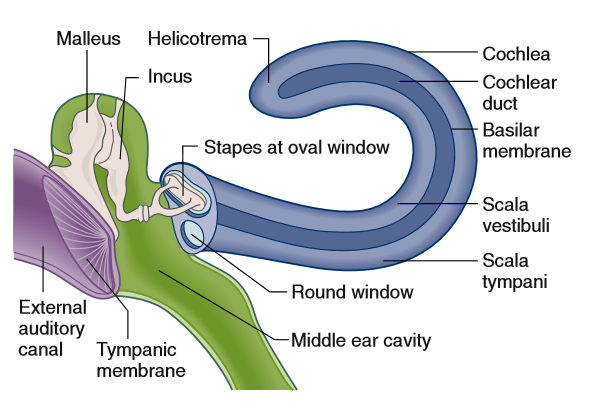 Malleus
Helicotrema
Incus
Cochlea
Cochlear
duct
Basilar
membrane
Stapes at oval window
Scala
vestibuli
Scala
tympani
Round window
External
auditory
canal
Tympanic
membrane
Middle ear cavity